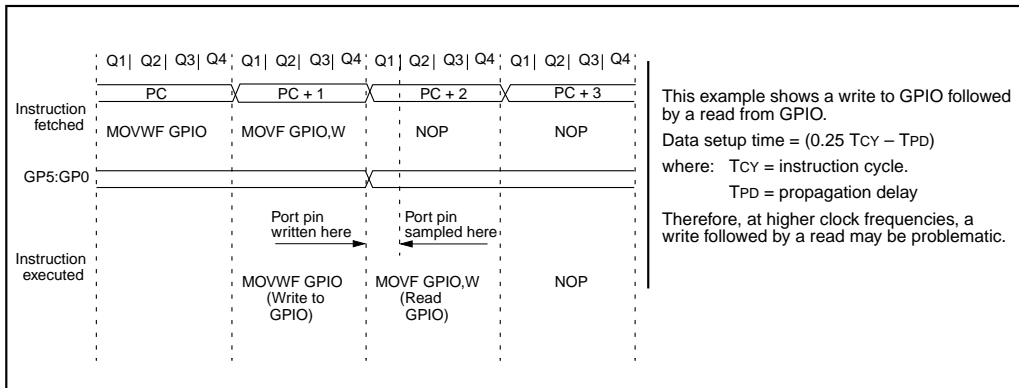 Q1| Q2| Q3| Q4 Q1| Q2| Q3| Q4 Q1| Q2| Q3| Q4 Q1| Q2| Q3| Q4
PC PC + 1 PC + 2 PC + 3
Instruction
fetched
MOVWF GPIO MOVF GPIO,W NOP NOP
GP5:GP0
Port pin
written here
Port pin
sampled here
Instruction
executed
MOVWF GPIO
(Write to
GPIO)
MOVF GPIO,W
(Read
GPIO)
NOP
This example shows a write to GPIO followed
by a read from GPIO.
Data setup time = (0.25 TCY – TPD)
where: TCY = instruction cycle.
TPD = propagation delay
Therefore, at higher clock frequencies, a
write followed by a read may be problematic.